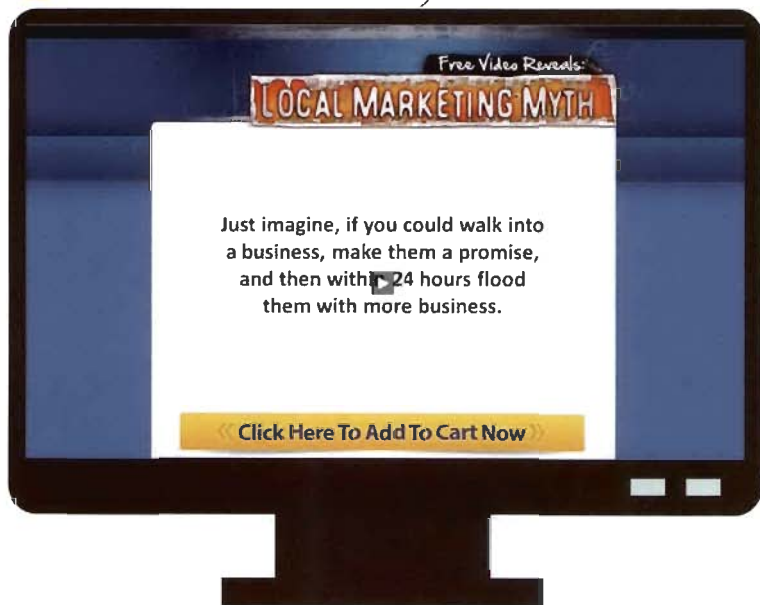 Free Video Reveals:
LOCAL MARKETING MYTH
Just imagine, if you could walk into
a business, make them a promise,
and then within 24 hours flood
them with more business.
« Click Here To Add To Cart Now »